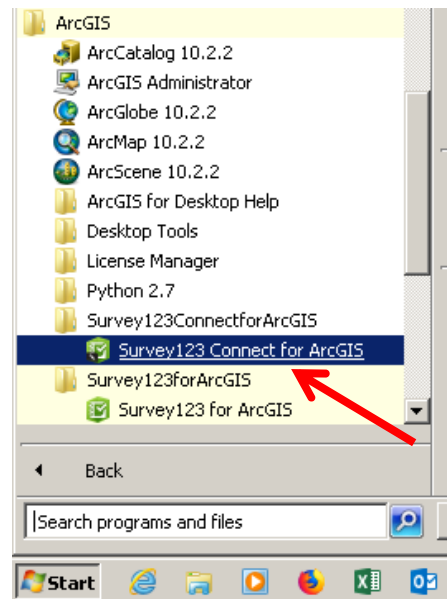 ArcGIS
ArcCatalog 10.2.2
ArcGIS Administrator
ArcGlobe 10.2.2
ArcMap 10.2.2
ArcScene 10.2.2
ArcGIS for Desktop Help
Desktop Tools
License Manager
Python 2.7
Survey123ConnectforArcGIS
Survey123 Connect for ArcGIS
Survey123forArcGIS
Survey123 for ArcGIS
Back
Search programs and files
Start